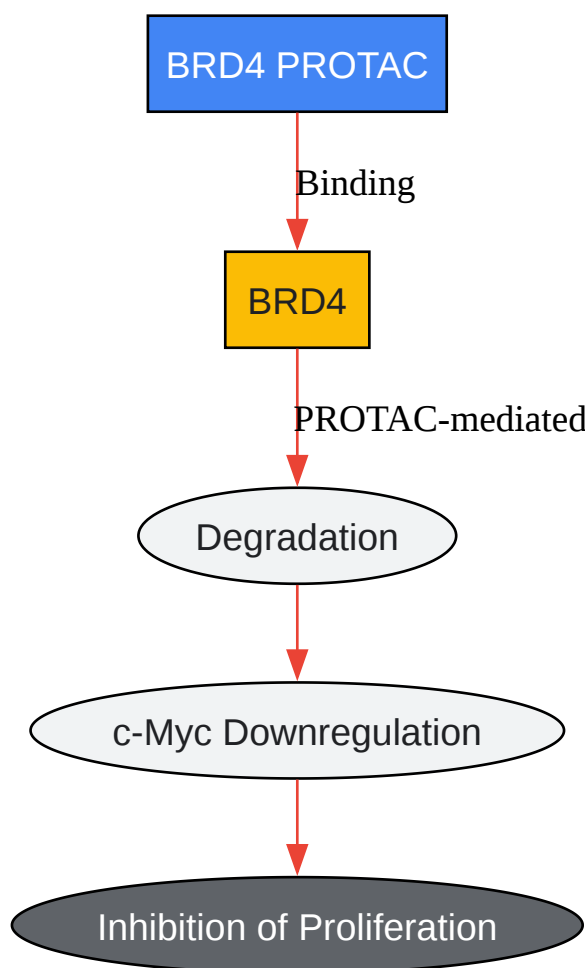 BRD4 PROTAC
Binding
BRD4
PROTAC-mediated
Degradation
c-Myc Downregulation
Inhibition of Proliferation